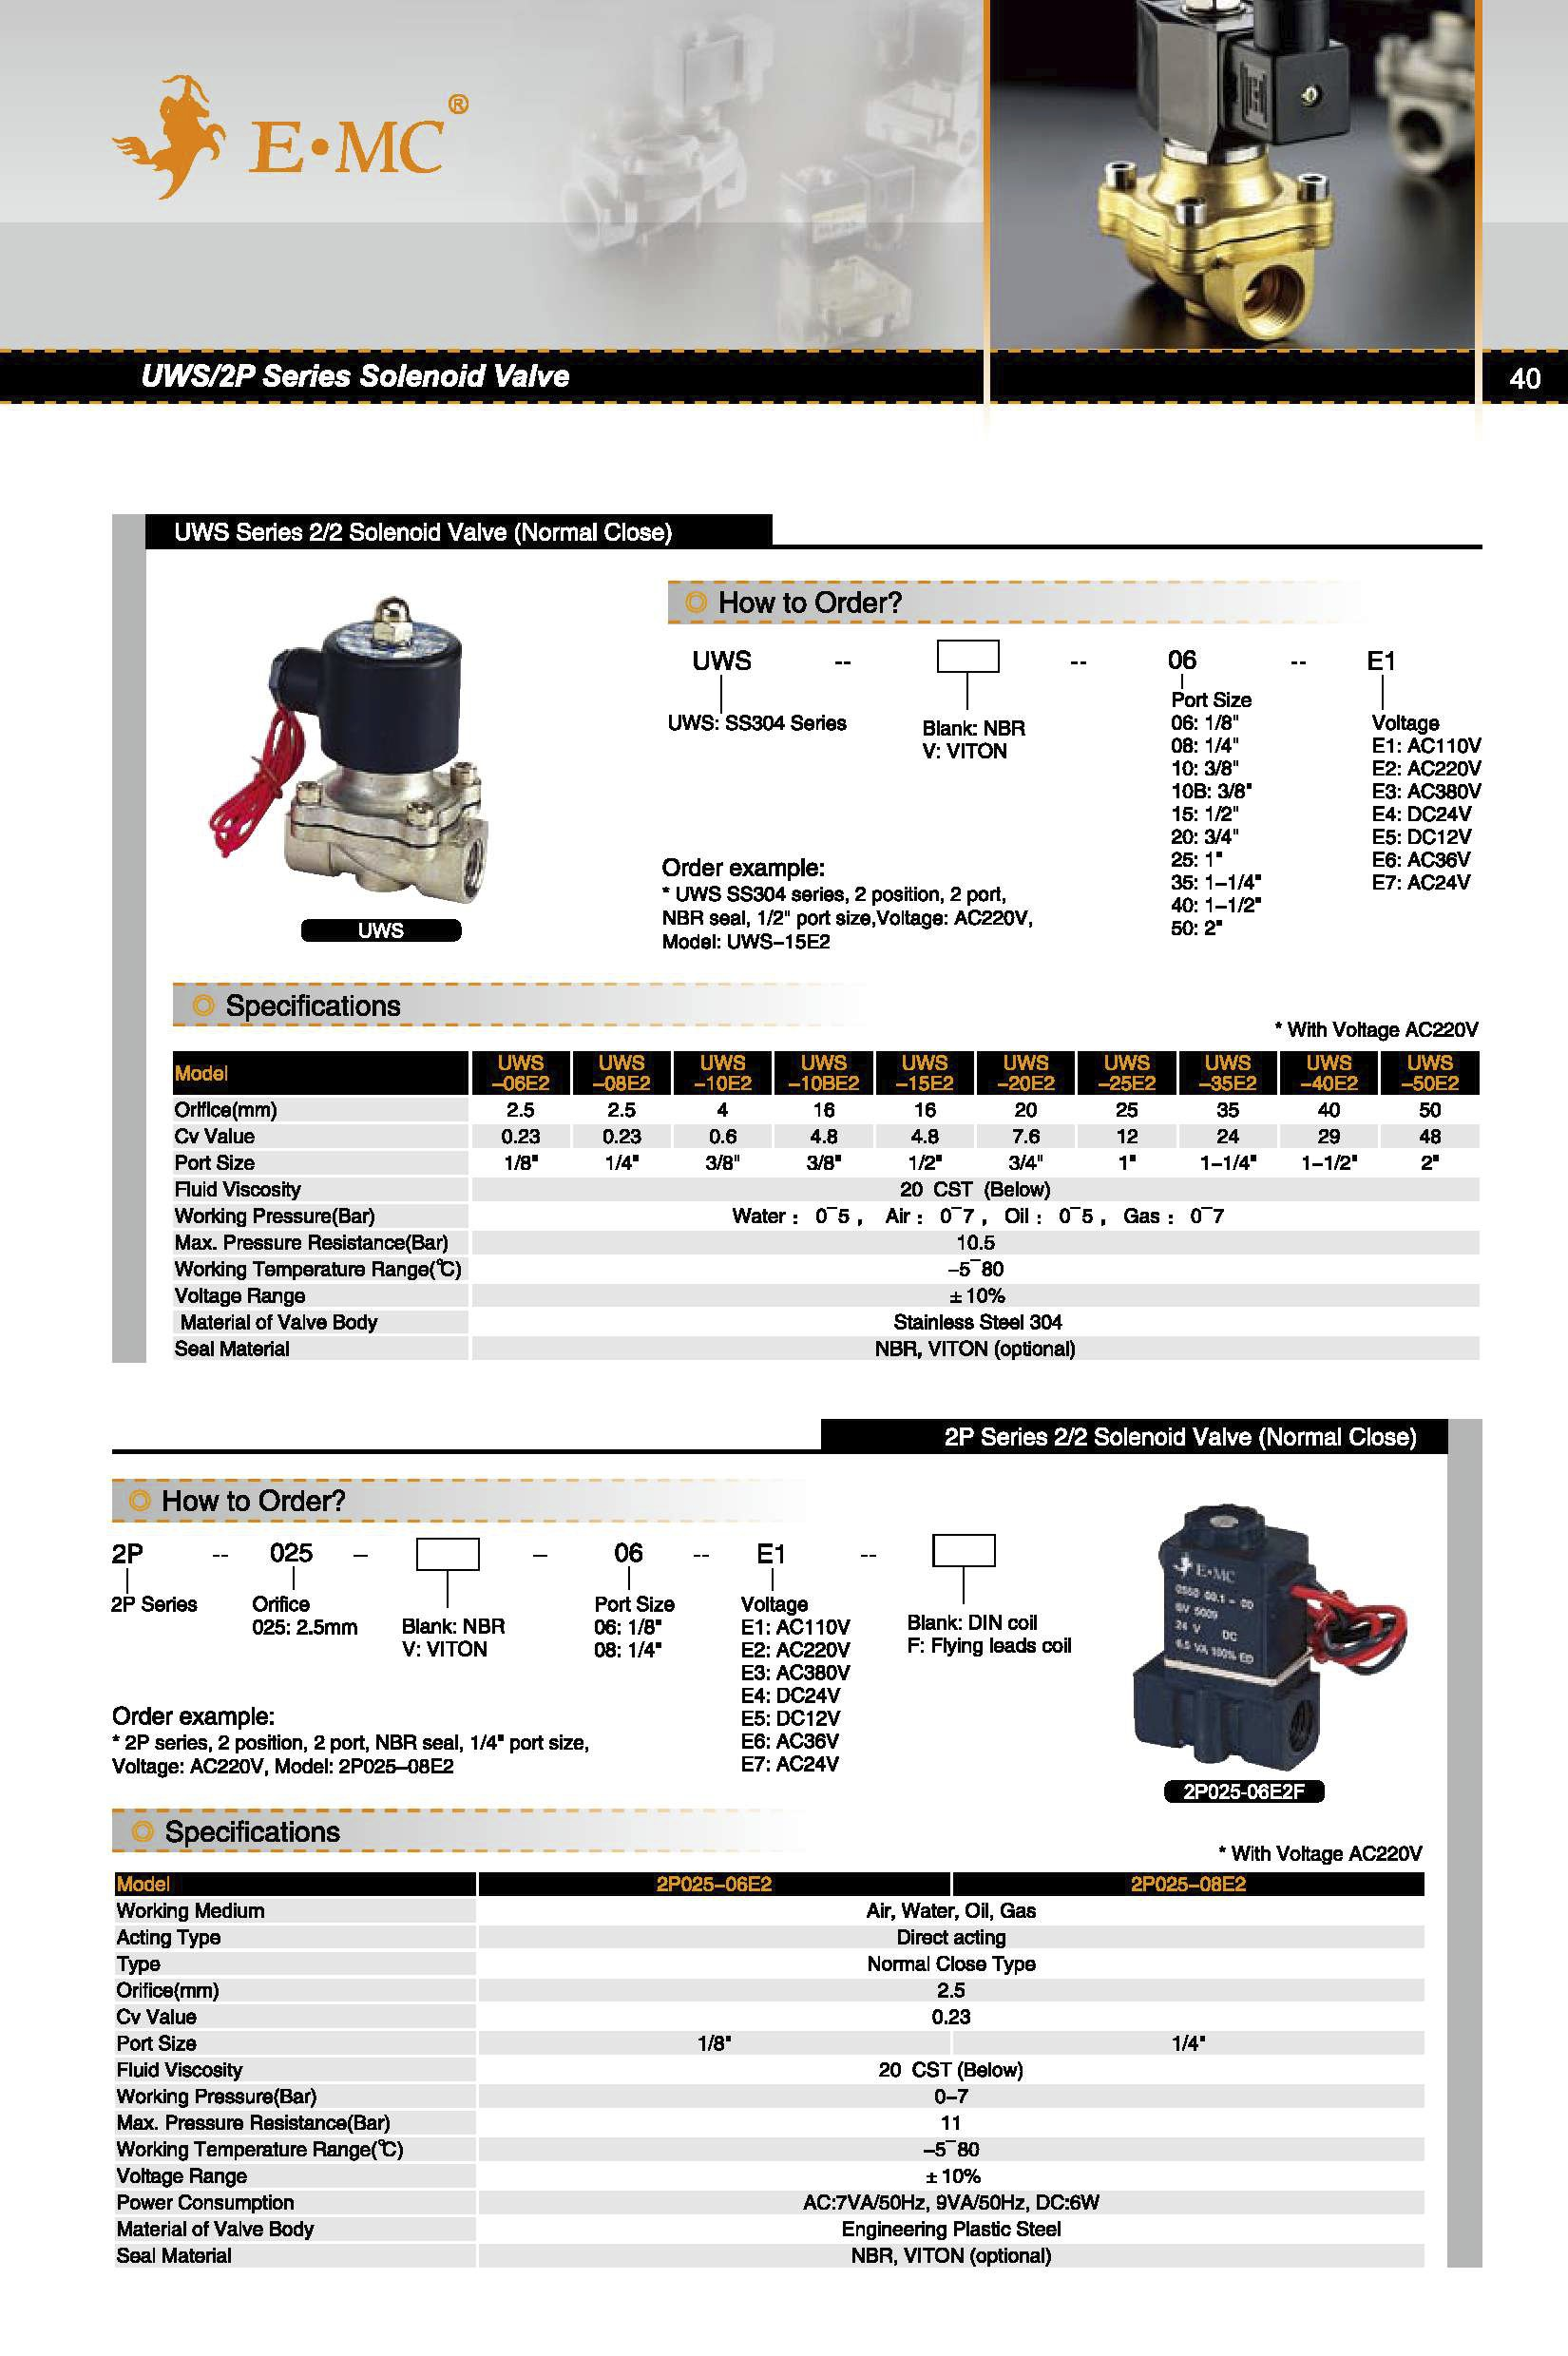 E•MC®
UWS/2P Series Solenoid Valve
40
UWS Series 2/2 Solenoid Valve (Normal Close)
How to Order?
UWS -- -- 06 -- E1
UWS: SS304 Series
Blank: NBR
V: VITON
Port Size
06: 1/8"
08: 1/4"
10: 3/8"
10B: 3/8"
15: 1/2"
20: 3/4"
25: 1"
35: 1-1/4"
40: 1-1/2"
50: 2"
Voltage
E1: AC110V
E2: AC220V
E3: AC380V
E4: DC24V
E5: DC12V
E6: AC36V
E7: AC24V
Order example:
* UWS SS304 series, 2 position, 2 port,
NBR seal, 1/2" port size,Voltage: AC220V,
Model: UWS-15E2
UWS
Specifications
* With Voltage AC220V
Model UWS -06E2 UWS -08E2 UWS -10E2 UWS -10BE2 UWS -15E2 UWS -20E2 UWS -25E2 UWS -35E2 UWS -40E2 UWS -50E2
Orifice(mm) 2.5 2.5 4 16 16 20 25 35 40 50
Cv Value 0.23 0.23 0.6 4.8 4.8 7.6 12 24 29 48
Port Size 1/8" 1/4" 3/8" 3/8" 1/2" 3/4" 1" 1-1/4" 1-1/2" 2"
Fluid Viscosity 20 CST (Below)
Working Pressure(Bar) Water : 0‾5 , Air : 0‾7 , Oil : 0‾5 , Gas : 0‾7
Max. Pressure Resistance(Bar) 10.5
Working Temperature Range(℃) -5‾80
Voltage Range ±10%
Material of Valve Body Stainless Steel 304
Seal Material NBR, VITON (optional)
2P Series 2/2 Solenoid Valve (Normal Close)
How to Order?
2P -- 025 - - 06 -- E1 --
2P Series
Orifice
025: 2.5mm
Blank: NBR
V: VITON
Port Size
06: 1/8"
08: 1/4"
Voltage
E1: AC110V
E2: AC220V
E3: AC380V
E4: DC24V
E5: DC12V
E6: AC36V
E7: AC24V
Blank: DIN coil
F: Flying leads coil
Order example:
* 2P series, 2 position, 2 port, NBR seal, 1/4" port size,
Voltage: AC220V, Model: 2P025-08E2
E•MC
24 V DC
100% ED
2P025-06E2F
Specifications
* With Voltage AC220V
Model 2P025-06E2 2P025-08E2
Working Medium Air, Water, Oil, Gas
Acting Type Direct acting
Type Normal Close Type
Orifice(mm) 2.5
Cv Value 0.23
Port Size 1/8" 1/4"
Fluid Viscosity 20 CST (Below)
Working Pressure(Bar) 0-7
Max. Pressure Resistance(Bar) 11
Working Temperature Range(℃) -5‾80
Voltage Range ±10%
Power Consumption AC:7VA/50Hz, 9VA/50Hz, DC:6W
Material of Valve Body Engineering Plastic Steel
Seal Material NBR, VITON (optional)